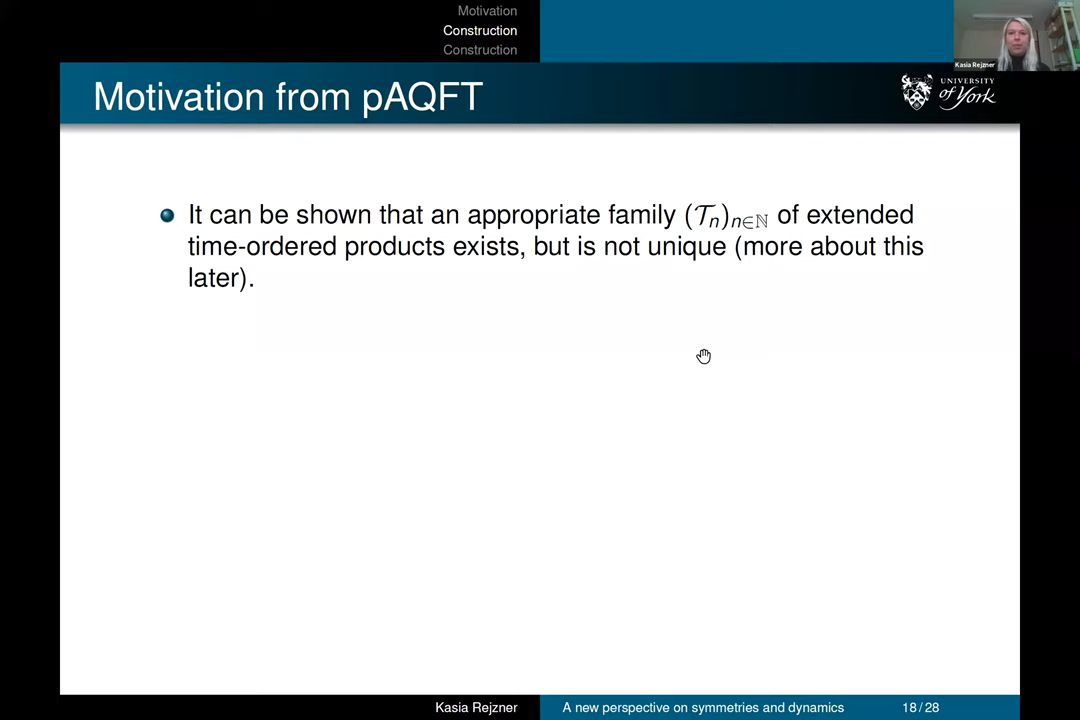 Motivation
Construction
Construction
Kasia Rejzner
Motivation from pAQFT
UNIVERSITY
of York
It can be shown that an appropriate family (𝒯ₙ)ₙ∈ℕ of extended
time-ordered products exists, but is not unique (more about this
later).
Kasia Rejzner
A new perspective on symmetries and dynamics
18/28